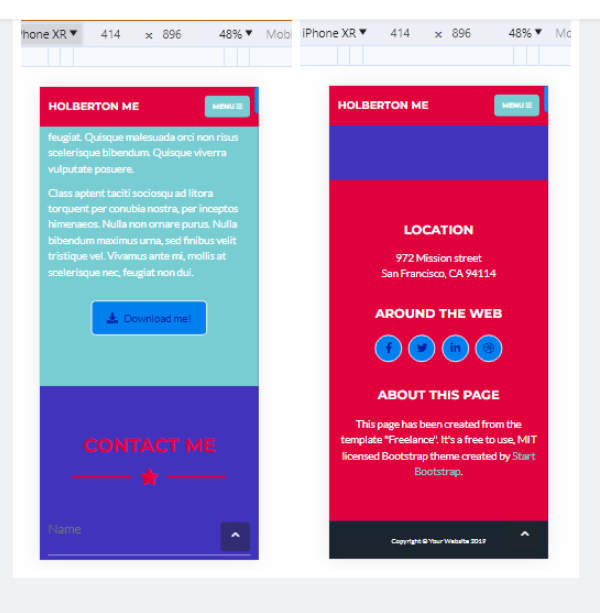 iPhone XR ▼ 414 × 896 48% ▼ Mobi
HOLBERTON ME MENU
feugiat. Quisque malesuada orci non risus
scelerisque bibendum. Quisque viverra
vulputate posuere.
Class aptent taciti sociosqu ad litora
torquent per conubia nostra, per inceptos
himenaeos. Nulla non ornare purus. Nulla
bibendum maximus urna, sed finibus velit
tristique vel. Vivamus ante mi, mollis at
scelerisque nec, feugiat non dui.
Download me!
CONTACT ME
Name
iPhone XR ▼ 414 × 896 48% ▼ Mo
HOLBERTON ME MENU
LOCATION
972 Mission street
San Francisco, CA 94114
AROUND THE WEB
ABOUT THIS PAGE
This page has been created from the
template "Freelance". It's a free to use, MIT
licensed Bootstrap theme created by Start
Bootstrap.
Copyright © Your Website 2019